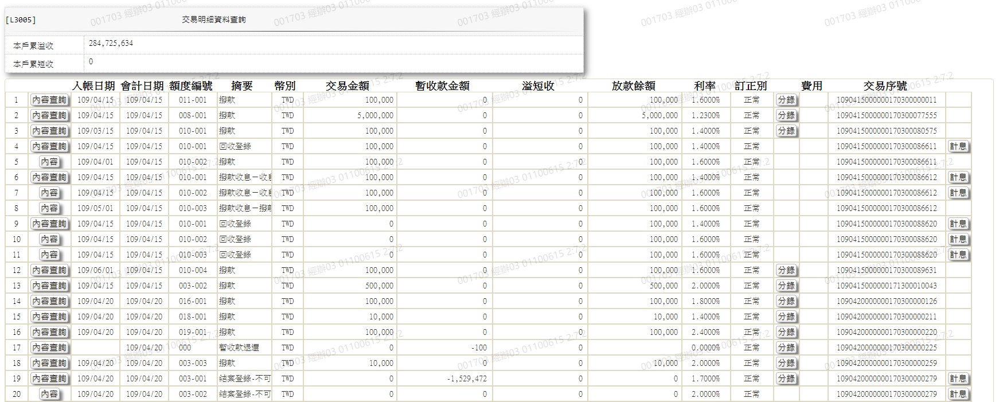 [L3005] 交易明細資料查詢
本戶累溢收 284,725,634
本戶累短收 0
入帳日期 會計日期 額度編號 摘要 幣別 交易金額 暫收款金額 溢短收 放款餘額 利率 訂正別 費用 交易序號
1 內容查詢 109/04/15 109/04/15 011-001 撥款 TWD 100,000 0 0 100,000 1.6000% 正常 分錄 1090415000000170300000011
2 內容查詢 109/04/15 109/04/15 008-001 撥款 TWD 5,000,000 0 0 5,000,000 1.2300% 正常 分錄 1090415000000170300077555
3 內容查詢 109/03/15 109/04/15 010-001 撥款 TWD 100,000 0 0 100,000 1.4000% 正常 分錄 1090415000000170300080575
4 內容查詢 109/04/15 109/04/15 010-001 回收登錄 TWD 100,000 0 0 100,000 1.4000% 正常 1090415000000170300086611 計息
5 內容 109/04/01 109/04/15 010-002 撥款 TWD 100,000 0 0 100,000 1.6000% 正常 1090415000000170300086611
6 內容查詢 109/04/15 109/04/15 010-001 撥款收息－收息 TWD 100,000 0 0 100,000 1.4000% 正常 1090415000000170300086612 計息
7 內容 109/04/15 109/04/15 010-002 撥款收息－收息 TWD 100,000 0 0 100,000 1.6000% 正常 1090415000000170300086612 計息
8 內容 109/05/01 109/04/15 010-003 撥款收息－撥款 TWD 100,000 0 0 100,000 1.6000% 正常 1090415000000170300086612
9 內容查詢 109/04/15 109/04/15 010-001 回收登錄 TWD 0 0 0 100,000 1.4000% 正常 1090415000000170300088620 計息
10 內容 109/04/15 109/04/15 010-002 回收登錄 TWD 0 0 0 100,000 1.6000% 正常 1090415000000170300088620 計息
11 內容 109/04/15 109/04/15 010-003 回收登錄 TWD 0 0 0 100,000 1.6000% 正常 1090415000000170300088620 計息
12 內容查詢 109/06/01 109/04/15 010-004 撥款 TWD 100,000 0 0 100,000 1.6000% 正常 分錄 1090415000000170300089631
13 內容查詢 109/04/15 109/04/15 003-002 撥款 TWD 500,000 0 0 500,000 2.0000% 正常 分錄 1090415000000171300010043
14 內容查詢 109/04/20 109/04/20 016-001 撥款 TWD 100,000 0 0 100,000 1.8000% 正常 分錄 1090420000000170300000126
15 內容查詢 109/04/20 109/04/20 018-001 撥款 TWD 10,000 0 0 10,000 1.4000% 正常 分錄 1090420000000170300000211
16 內容查詢 109/04/20 109/04/20 019-001 撥款 TWD 100,000 0 0 100,000 2.4000% 正常 分錄 1090420000000170300000220
17 內容查詢 109/04/20 000 暫收款退還 TWD 0 -100 0 0.0000% 正常 分錄 1090420000000170300000225
18 內容查詢 109/04/20 109/04/20 003-003 撥款 TWD 10,000 0 0 10,000 2.0000% 正常 分錄 1090420000000170300000259
19 內容查詢 109/04/20 109/04/20 003-001 結案登錄-不可 TWD 0 -1,529,472 0 0 1.7000% 正常 分錄 1090420000000170300000279 計息
20 內容 109/04/20 109/04/20 003-002 結案登錄-不可 TWD 0 0 0 0 2.0000% 正常 1090420000000170300000279 計息
001703 經辦03 01100615 2:7:2